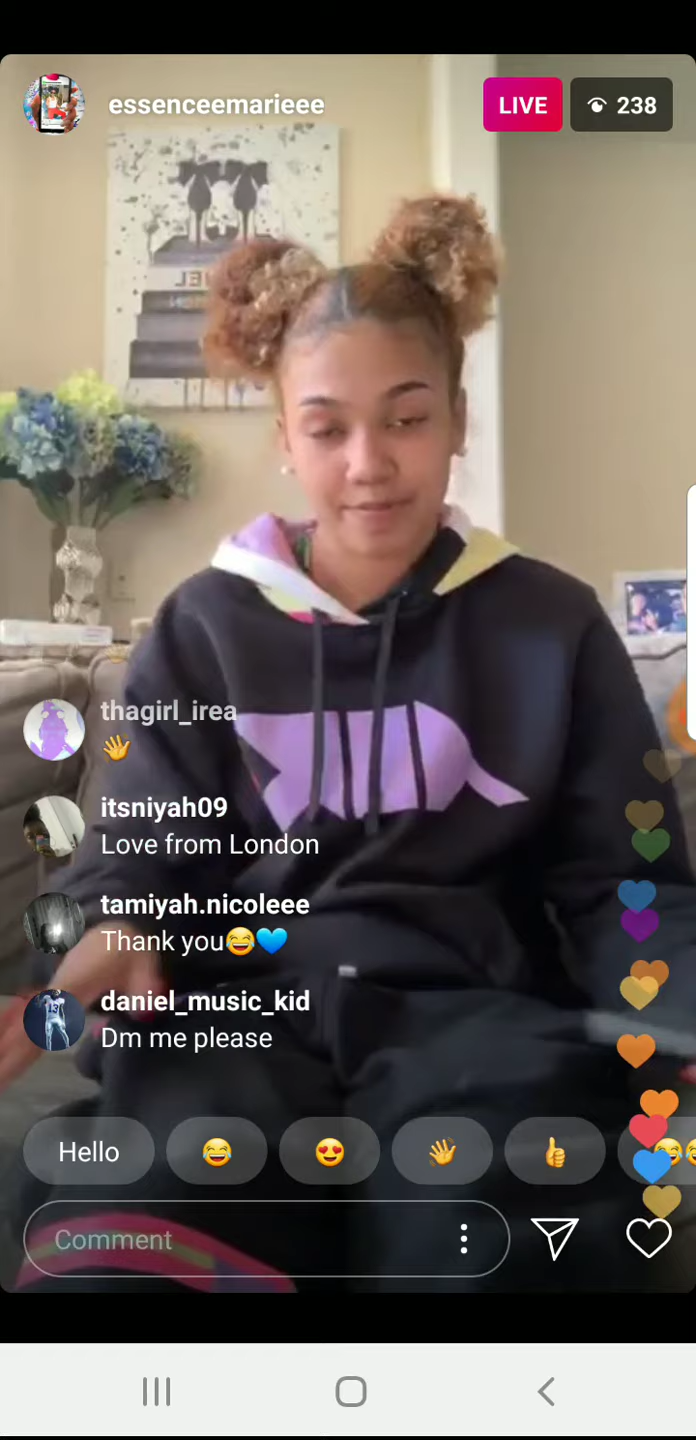 essenceemarieee
LIVE
238
thagirl_irea
👋
itsniyah09
Love from London
tamiyah.nicoleee
Thank you😂💙
daniel_music_kid
Dm me please
Hello
Comment